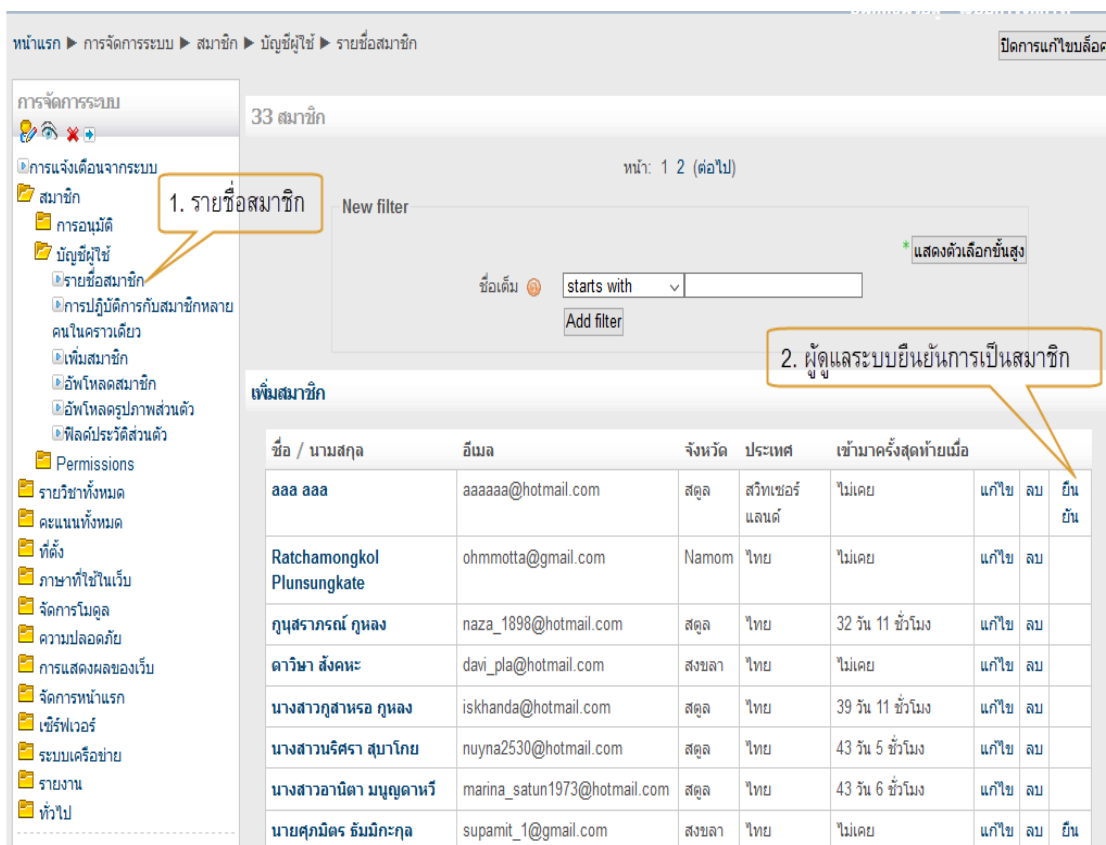 หน้าแรก ▶ การจัดการระบบ ▶ สมาชิก ▶ บัญชีผู้ใช้ ▶ รายชื่อสมาชิก
ปิดการแก้ไขบล็อค
การจัดการระบบ
การแจ้งเตือนจากระบบ
สมาชิก
การอนุมัติ
บัญชีผู้ใช้
รายชื่อสมาชิก
การปฏิบัติการกับสมาชิกหลาย
คนในคราวเดียว
เพิ่มสมาชิก
อัพโหลดสมาชิก
อัพโหลดรูปภาพส่วนตัว
ฟิลด์ประวัติส่วนตัว
Permissions
รายวิชาทั้งหมด
คะแนนทั้งหมด
ที่ตั้ง
ภาษาที่ใช้ในเว็บ
จัดการโมดูล
ความปลอดภัย
การแสดงผลของเว็บ
จัดการหน้าแรก
เซิร์ฟเวอร์
ระบบเครือข่าย
รายงาน
ทั่วไป
1. รายชื่อสมาชิก
33 สมาชิก
หน้า: 1 2 (ต่อไป)
New filter
* แสดงตัวเลือกขั้นสูง
ชื่อเต็ม starts with
Add filter
2. ผู้ดูแลระบบยืนยันการเป็นสมาชิก
เพิ่มสมาชิก
ชื่อ / นามสกุล อีเมล จังหวัด ประเทศ เข้ามาครั้งสุดท้ายเมื่อ
aaa aaa aaaaaa@hotmail.com สตูล สวิทเซอร์ ไม่เคย แก้ไข ลบ ยืน
แลนด์ ยัน
Ratchamongkol ohmmotta@gmail.com Namom ไทย ไม่เคย แก้ไข ลบ
Plunsungkate
กูนุสราภรณ์ กูหลง naza_1898@hotmail.com สตูล ไทย 32 วัน 11 ชั่วโมง แก้ไข ลบ
ดาวิษา สังคหะ davi_pla@hotmail.com สงขลา ไทย ไม่เคย แก้ไข ลบ
นางสาวกูสาหรอ กูหลง iskhanda@hotmail.com สตูล ไทย 39 วัน 11 ชั่วโมง แก้ไข ลบ
นางสาวนริศรา สุบาโกย nuyna2530@hotmail.com สตูล ไทย 43 วัน 5 ชั่วโมง แก้ไข ลบ
นางสาวอานิตา มนูญดาหวี marina_satun1973@hotmail.com สตูล ไทย 43 วัน 6 ชั่วโมง แก้ไข ลบ
นายศุภมิตร ธัมมิกะกุล supamit_1@gmail.com สงขลา ไทย ไม่เคย แก้ไข ลบ ยืน